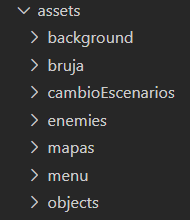 assets
background
bruja
cambioEscenarios
enemies
mapas
menu
objects